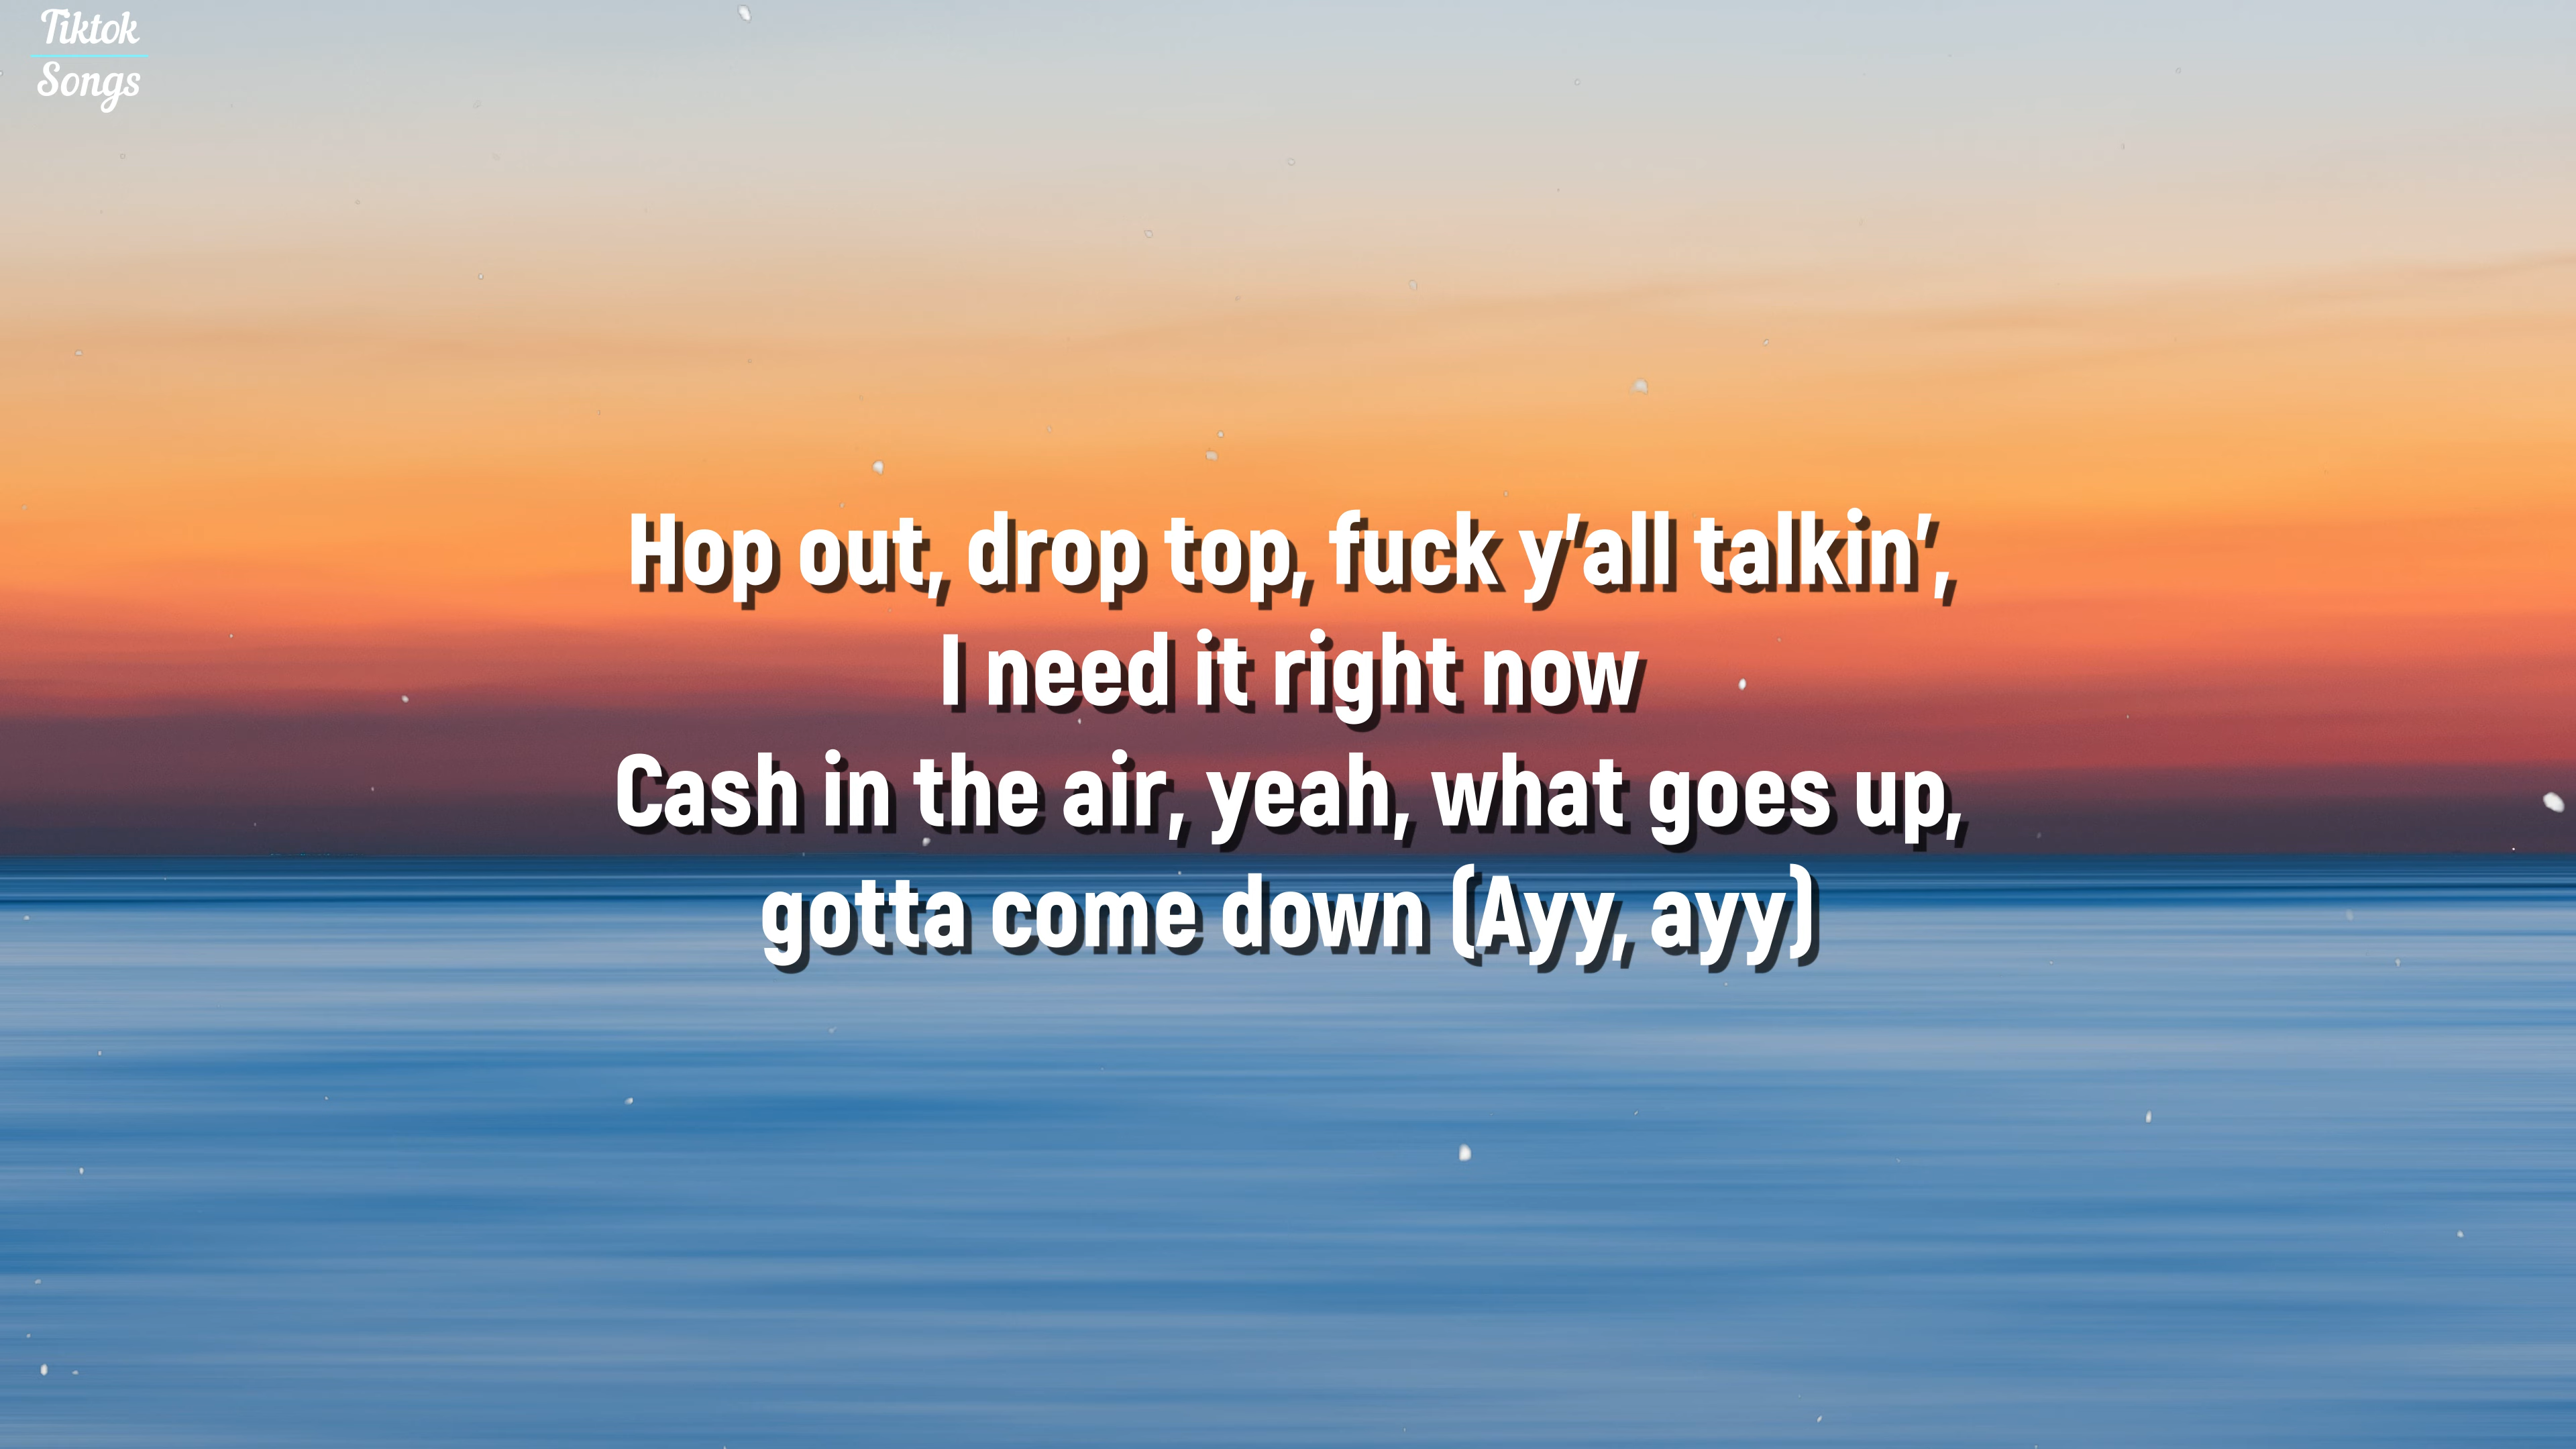 Tiktok
Songs
Hop out, drop top, fuck y'all talkin',
I need it right now
Cash in the air, yeah, what goes up,
gotta come down (Ayy, ayy)